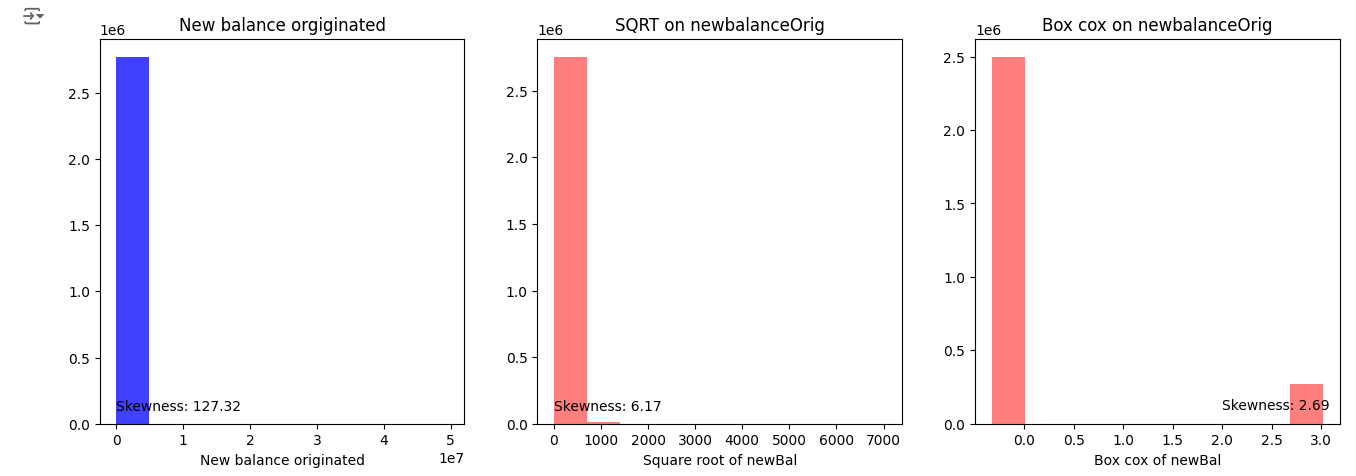 New balance orgiginated
1e6
2.5
2.0
1.5
1.0
0.5
0.0
Skewness: 127.32
0 1 2 3 4 5
1e7
New balance originated
SQRT on newbalanceOrig
1e6
2.5
2.0
1.5
1.0
0.5
0.0
Skewness: 6.17
0 1000 2000 3000 4000 5000 6000 7000
Square root of newBal
Box cox on newbalanceOrig
1e6
2.5
2.0
1.5
1.0
0.5
0.0
Skewness: 2.69
0.0 0.5 1.0 1.5 2.0 2.5 3.0
Box cox of newBal